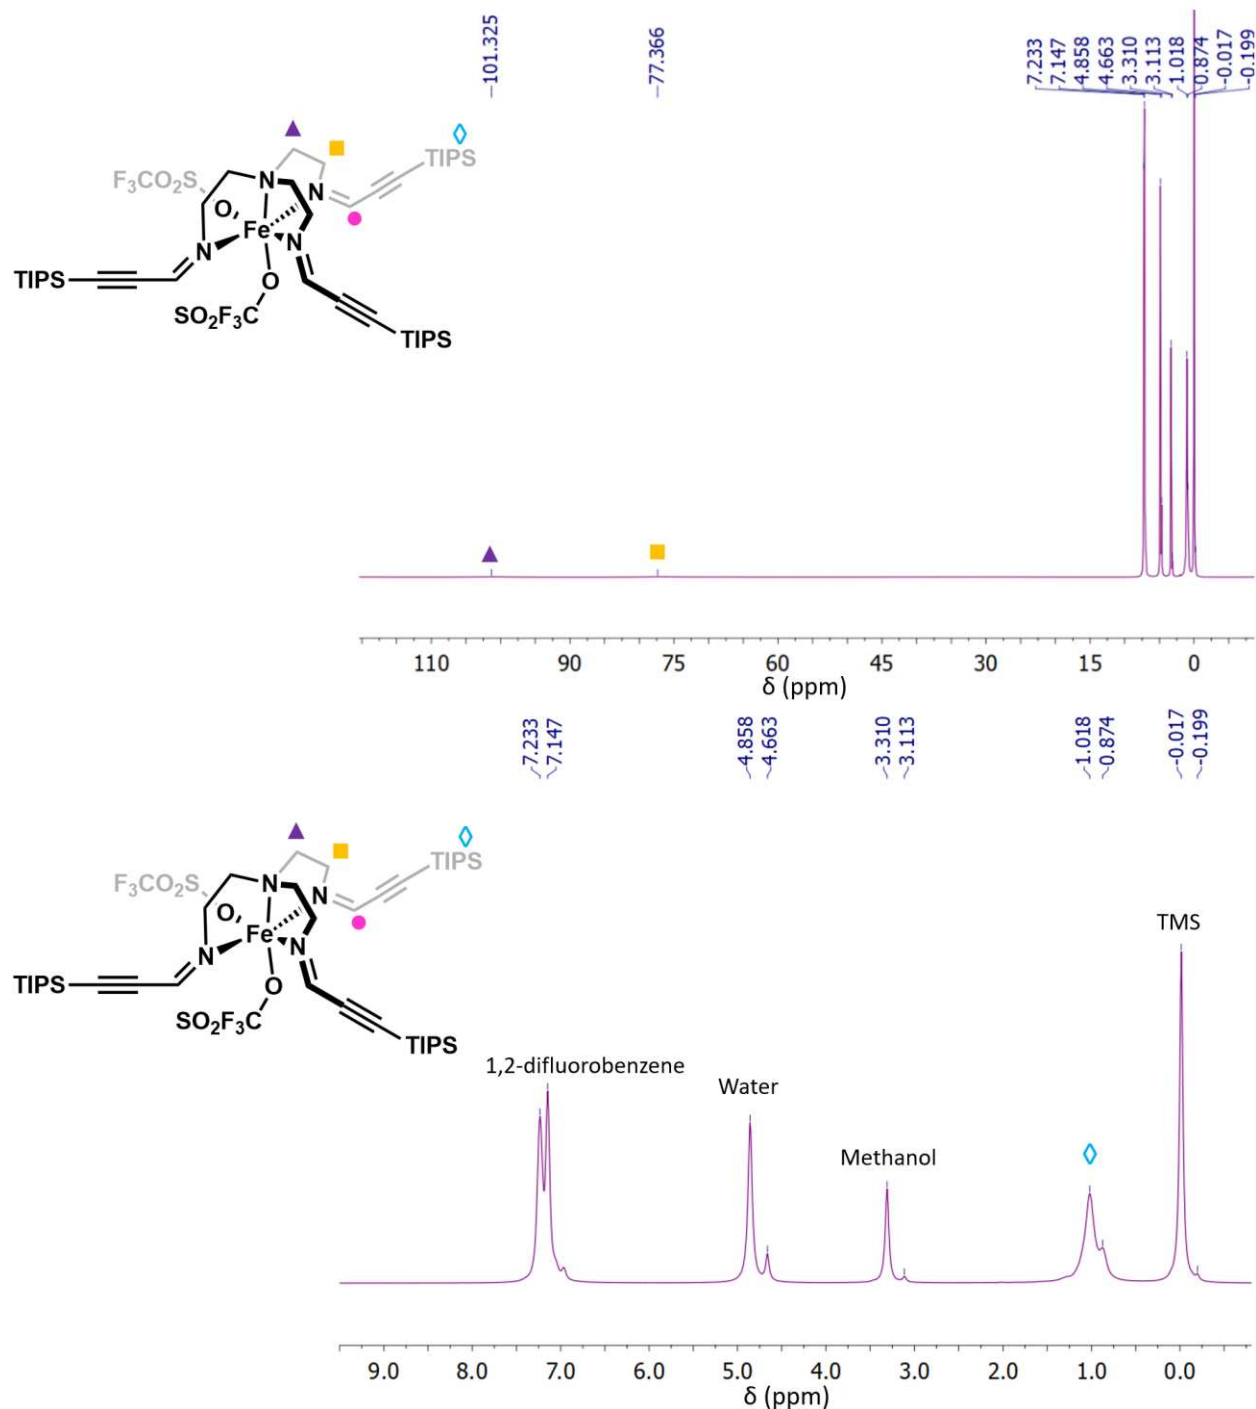 -101.325
-77.366
7.233
7.147
4.858
4.663
3.310
3.113
1.018
0.874
-0.017
-0.199
TIPS
F₃CO₂S
N
N
O
Fe
N
N
TIPS
O
SO₂F₃C
TIPS
110 90 75 60 45 30 15 0
δ (ppm)
7.233
7.147
4.858
4.663
3.310
3.113
1.018
0.874
-0.017
-0.199
TIPS
F₃CO₂S
N
N
O
Fe
N
N
TIPS
O
SO₂F₃C
TIPS
TMS
1,2-difluorobenzene
Water
Methanol
9.0 8.0 7.0 6.0 5.0 4.0 3.0 2.0 1.0 0.0
δ (ppm)